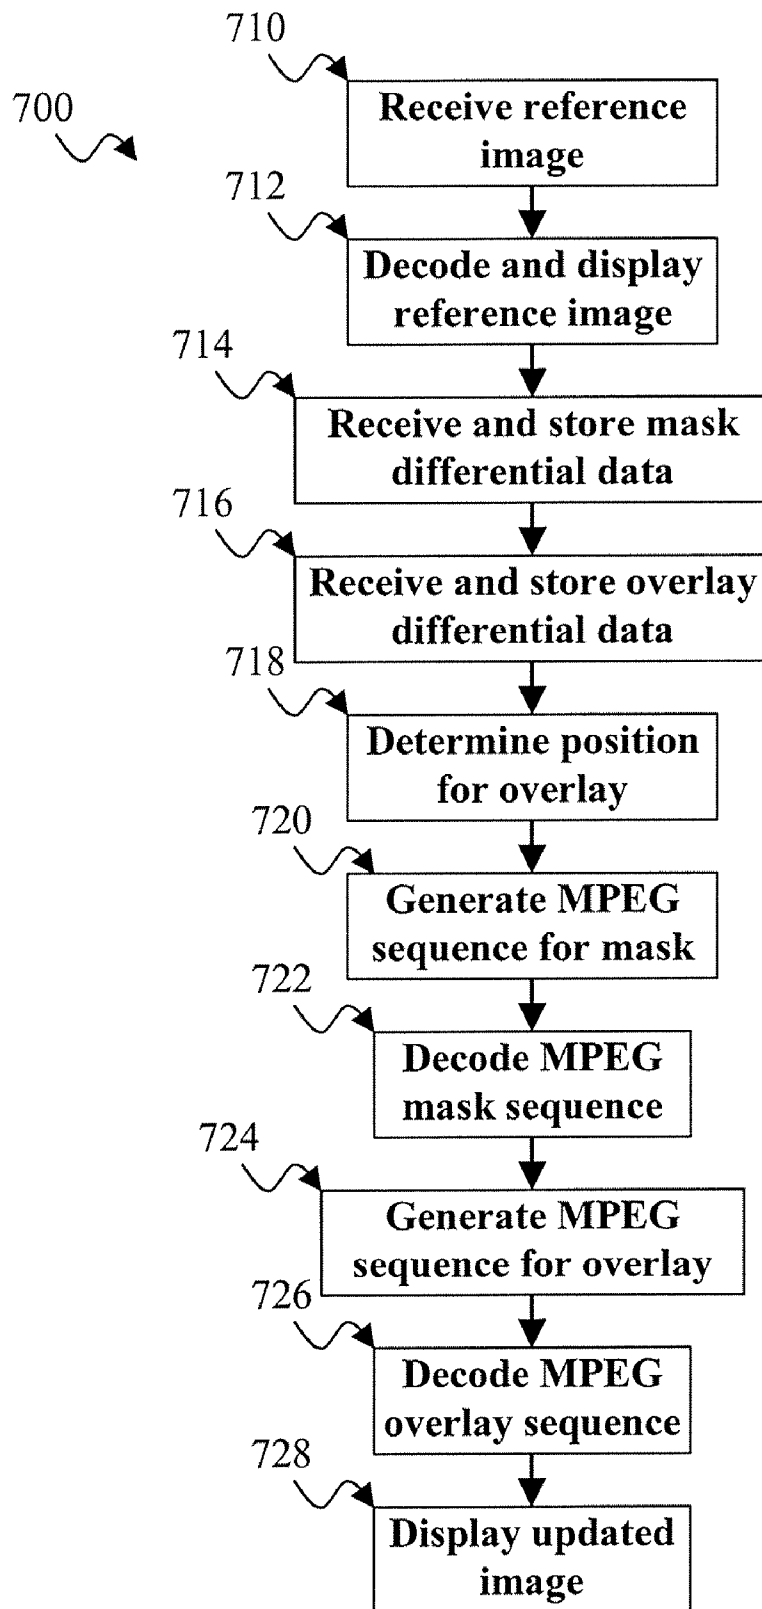 710
700
Receive reference
image
712
Decode and display
reference image
714
Receive and store mask
differential data
716
Receive and store overlay
differential data
718
Determine position
for overlay
720
Generate MPEG
sequence for mask
722
Decode MPEG
mask sequence
724
Generate MPEG
sequence for overlay
726
Decode MPEG
overlay sequence
728
Display updated
image